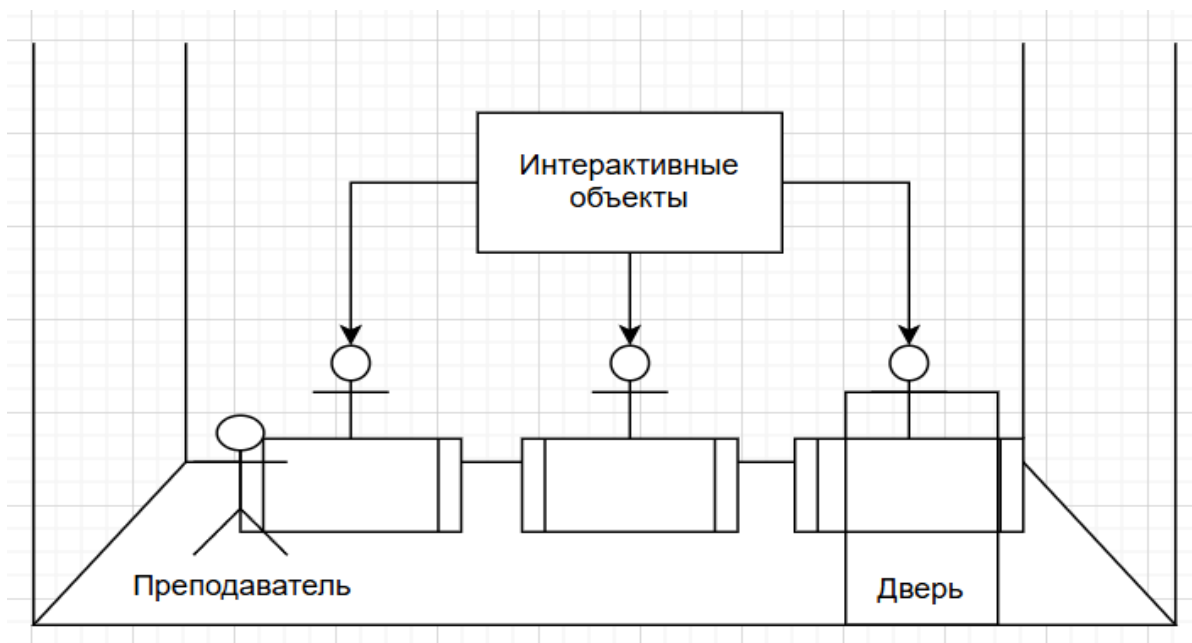 Интерактивные
объекты
Преподаватель
Дверь